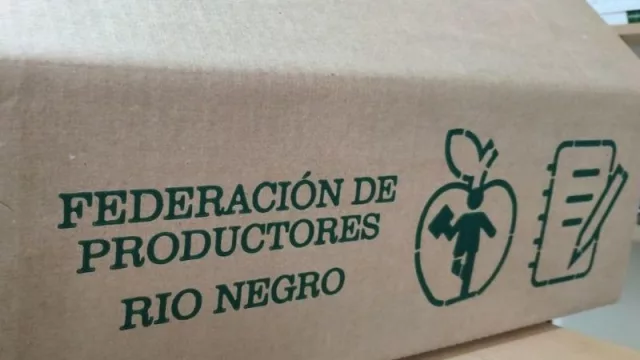 FEDERACIÓN DE
PRODUCTORES
RIO NEGRO